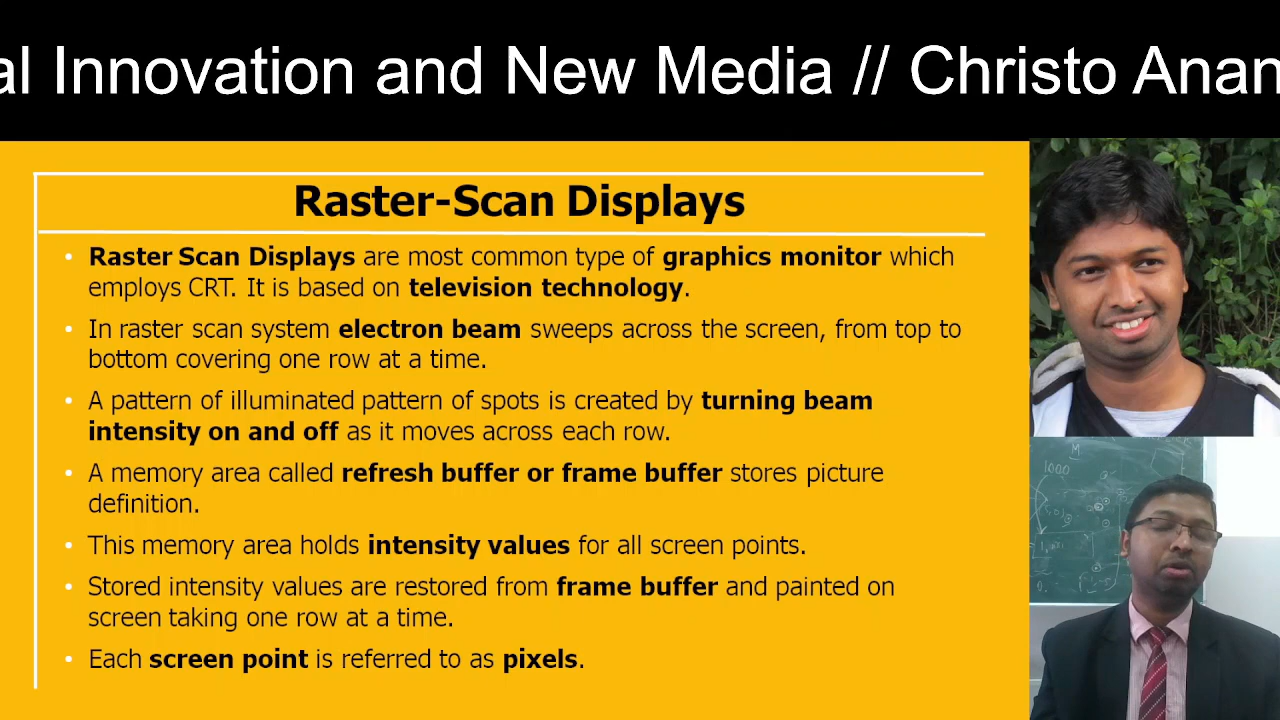 al Innovation and New Media // Christo Anan
Raster-Scan Displays
• Raster Scan Displays are most common type of graphics monitor which
employs CRT. It is based on television technology.
• In raster scan system electron beam sweeps across the screen, from top to
bottom covering one row at a time.
• A pattern of illuminated pattern of spots is created by turning beam
intensity on and off as it moves across each row.
• A memory area called refresh buffer or frame buffer stores picture
definition.
• This memory area holds intensity values for all screen points.
• Stored intensity values are restored from frame buffer and painted on
screen taking one row at a time.
• Each screen point is referred to as pixels.
M
1000